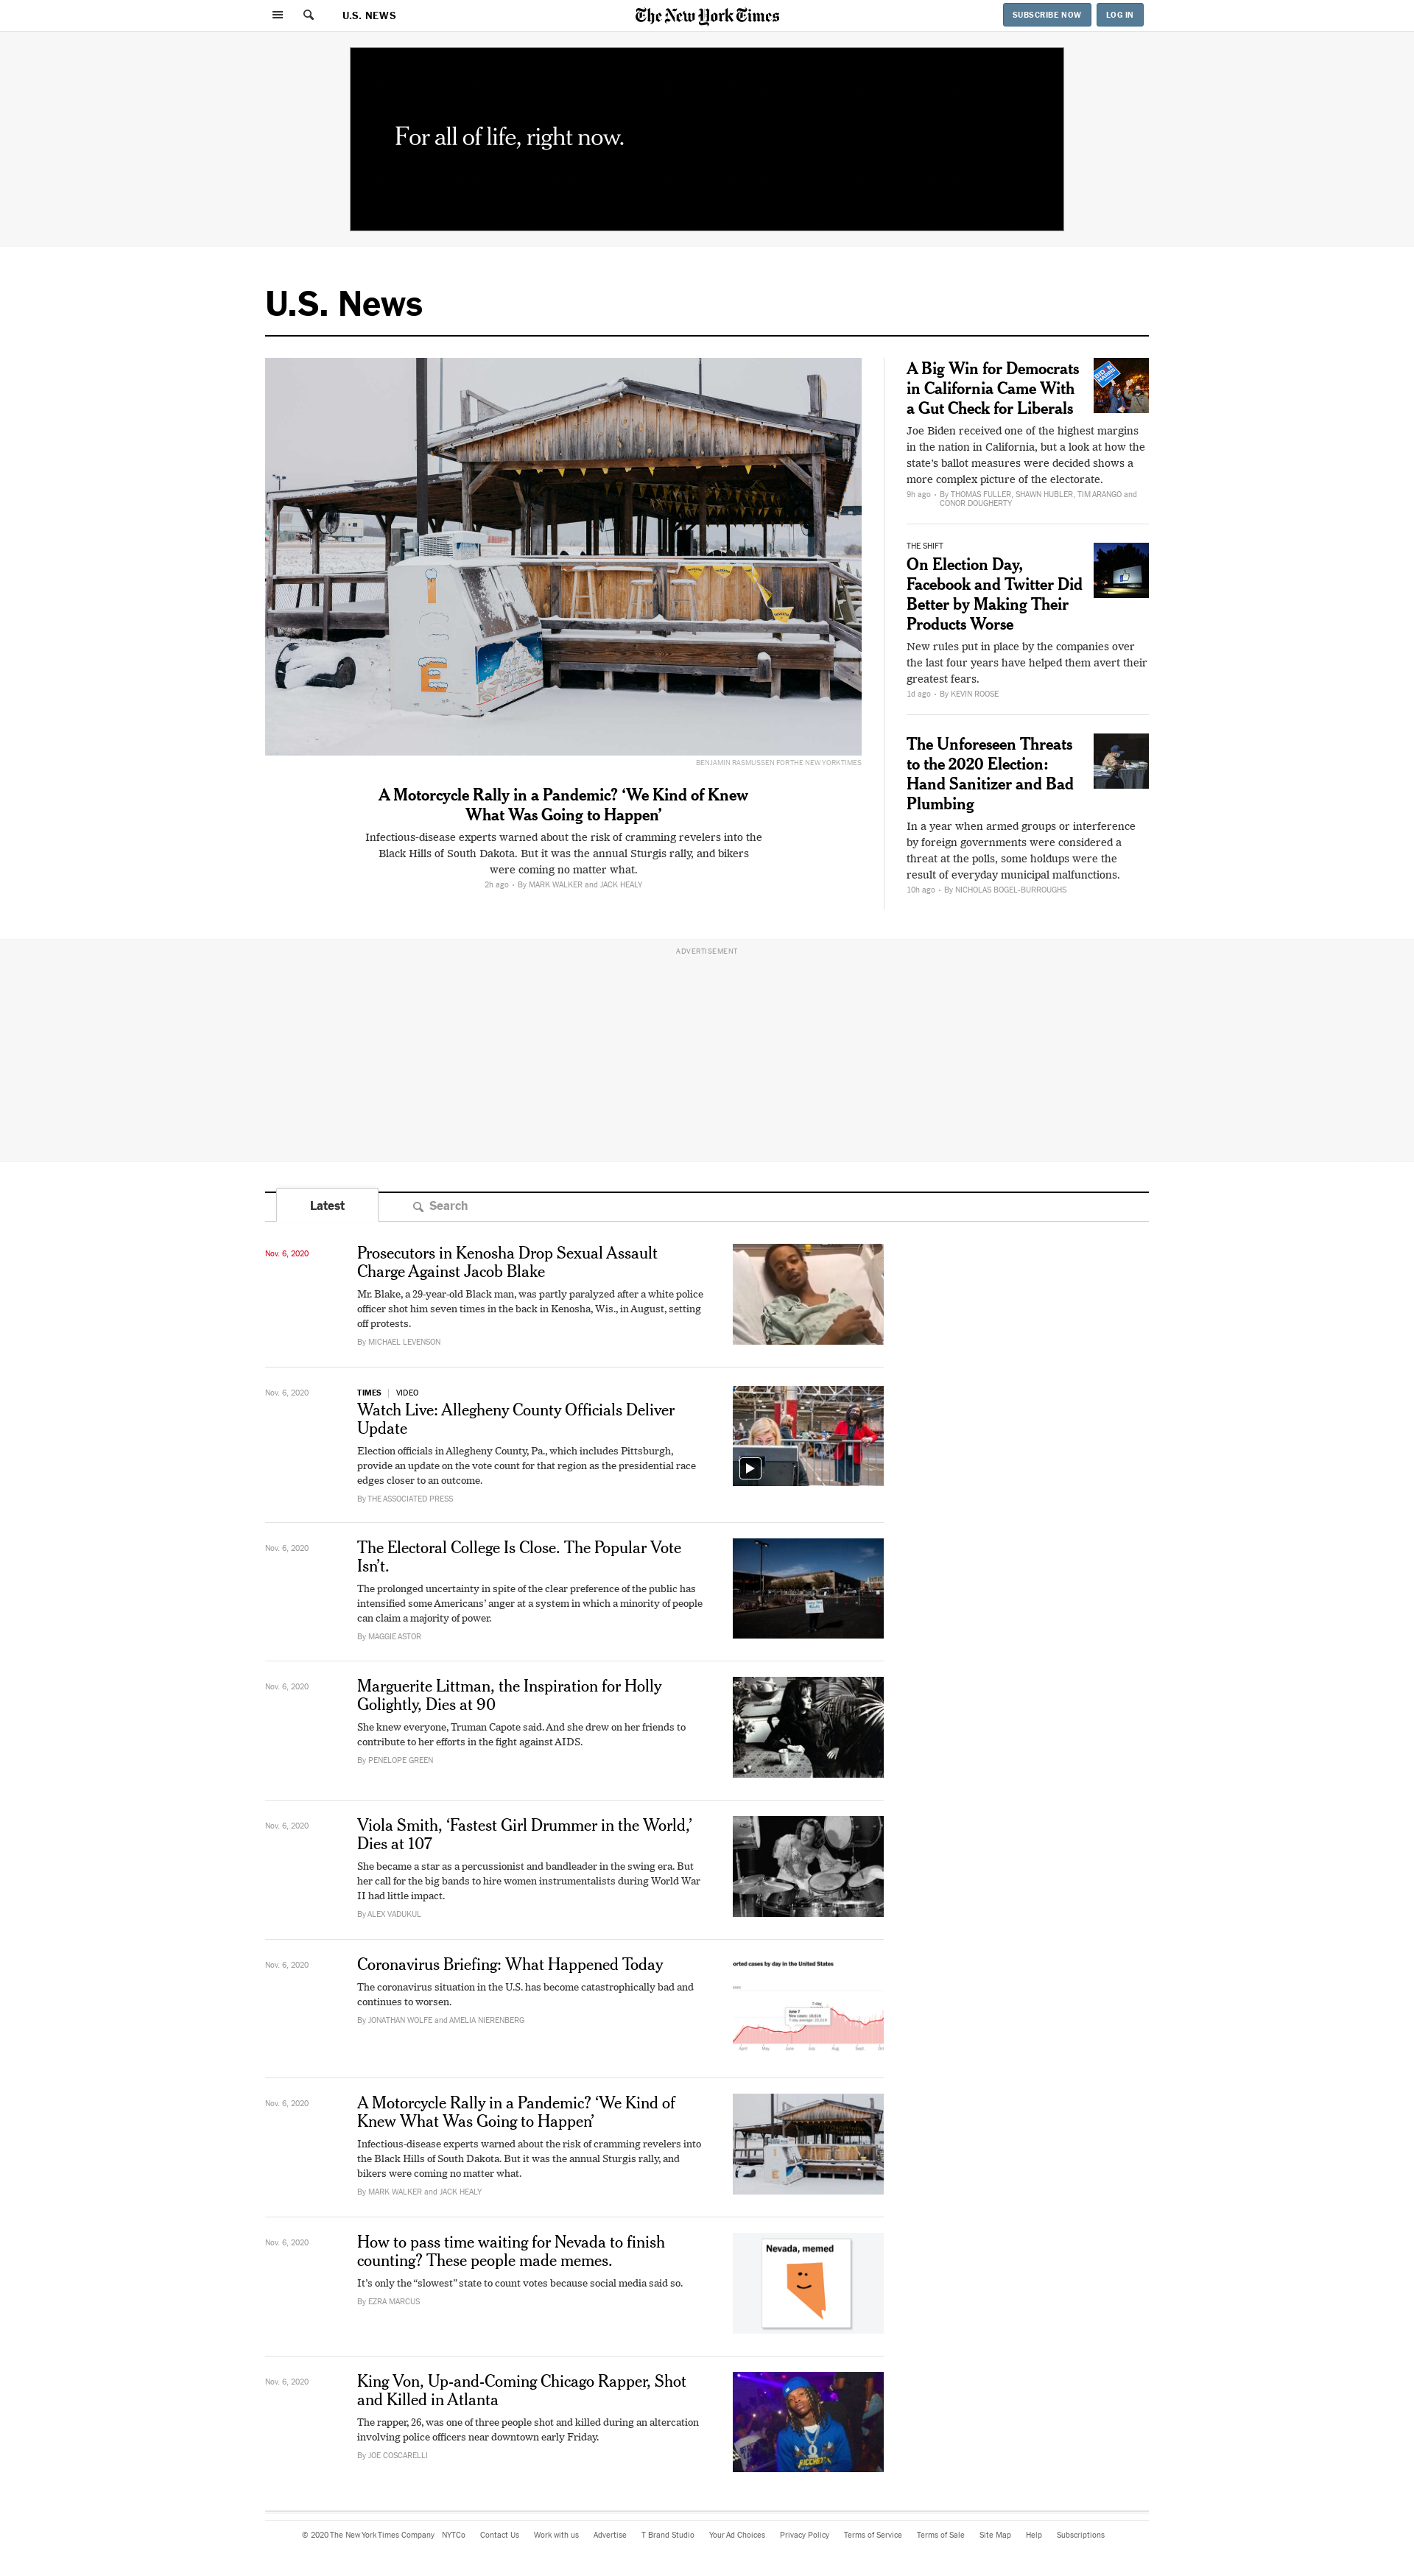 U.S. NEWS
The New York Times
SUBSCRIBE NOW
LOG IN
For all of life, right now.
U.S. News
BENJAMIN RASMUSSEN FOR THE NEW YORK TIMES
A Motorcycle Rally in a Pandemic? ‘We Kind of Knew
What Was Going to Happen’
Infectious-disease experts warned about the risk of cramming revelers into the
Black Hills of South Dakota. But it was the annual Sturgis rally, and bikers
were coming no matter what.
2h ago • By MARK WALKER and JACK HEALY
A Big Win for Democrats
in California Came With
a Gut Check for Liberals
Joe Biden received one of the highest margins
in the nation in California, but a look at how the
state’s ballot measures were decided shows a
more complex picture of the electorate.
9h ago • By THOMAS FULLER, SHAWN HUBLER, TIM ARANGO and
CONOR DOUGHERTY
THE SHIFT
On Election Day,
Facebook and Twitter Did
Better by Making Their
Products Worse
New rules put in place by the companies over
the last four years have helped them avert their
greatest fears.
1d ago • By KEVIN ROOSE
The Unforeseen Threats
to the 2020 Election:
Hand Sanitizer and Bad
Plumbing
In a year when armed groups or interference
by foreign governments were considered a
threat at the polls, some holdups were the
result of everyday municipal malfunctions.
10h ago • By NICHOLAS BOGEL-BURROUGHS
ADVERTISEMENT
Latest
Search
Nov. 6, 2020
Prosecutors in Kenosha Drop Sexual Assault
Charge Against Jacob Blake
Mr. Blake, a 29-year-old Black man, was partly paralyzed after a white police
officer shot him seven times in the back in Kenosha, Wis., in August, setting
off protests.
By MICHAEL LEVENSON
Nov. 6, 2020
TIMES | VIDEO
Watch Live: Allegheny County Officials Deliver
Update
Election officials in Allegheny County, Pa., which includes Pittsburgh,
provide an update on the vote count for that region as the presidential race
edges closer to an outcome.
By THE ASSOCIATED PRESS
Nov. 6, 2020
The Electoral College Is Close. The Popular Vote
Isn’t.
The prolonged uncertainty in spite of the clear preference of the public has
intensified some Americans’ anger at a system in which a minority of people
can claim a majority of power.
By MAGGIE ASTOR
Nov. 6, 2020
Marguerite Littman, the Inspiration for Holly
Golightly, Dies at 90
She knew everyone, Truman Capote said. And she drew on her friends to
contribute to her efforts in the fight against AIDS.
By PENELOPE GREEN
Nov. 6, 2020
Viola Smith, ‘Fastest Girl Drummer in the World,’
Dies at 107
She became a star as a percussionist and bandleader in the swing era. But
her call for the big bands to hire women instrumentalists during World War
II had little impact.
By ALEX VADUKUL
Nov. 6, 2020
Coronavirus Briefing: What Happened Today
The coronavirus situation in the U.S. has become catastrophically bad and
continues to worsen.
By JONATHAN WOLFE and AMELIA NIERENBERG
orted cases by day in the United States
7-day
June 7
April May June July Aug. Sept. Oct
Nov. 6, 2020
A Motorcycle Rally in a Pandemic? ‘We Kind of
Knew What Was Going to Happen’
Infectious-disease experts warned about the risk of cramming revelers into
the Black Hills of South Dakota. But it was the annual Sturgis rally, and
bikers were coming no matter what.
By MARK WALKER and JACK HEALY
Nov. 6, 2020
How to pass time waiting for Nevada to finish
counting? These people made memes.
It’s only the “slowest” state to count votes because social media said so.
By EZRA MARCUS
Nevada, memed
Nov. 6, 2020
King Von, Up-and-Coming Chicago Rapper, Shot
and Killed in Atlanta
The rapper, 26, was one of three people shot and killed during an altercation
involving police officers near downtown early Friday.
By JOE COSCARELLI
© 2020 The New York Times Company NYTCo Contact Us Work with us Advertise T Brand Studio Your Ad Choices Privacy Policy Terms of Service Terms of Sale Site Map Help Subscriptions